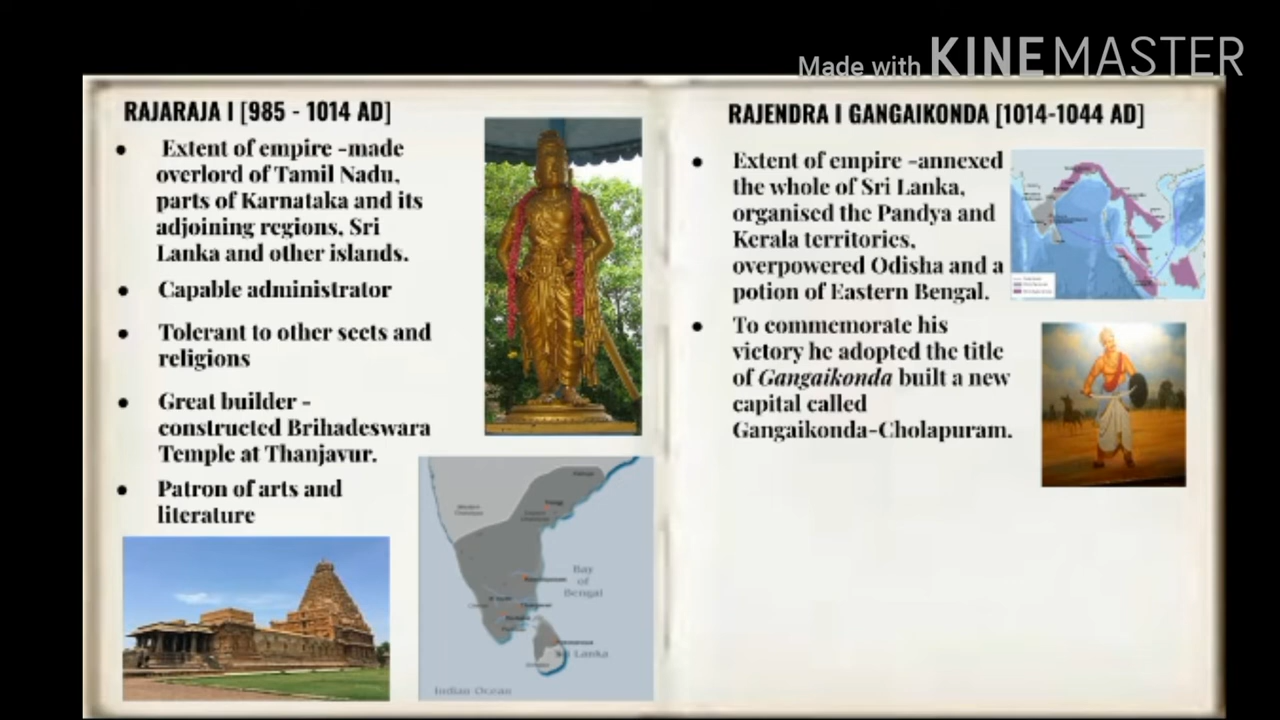 Made with KINEMASTER
RAJARAJA I [985 - 1014 AD]
Extent of empire -made
overlord of Tamil Nadu,
parts of Karnataka and its
adjoining regions, Sri
Lanka and other islands.
Capable administrator
Tolerant to other sects and
religions
Great builder -
constructed Brihadeswara
Temple at Thanjavur.
Patron of arts and
literature
Bay
of
Bengal
Sri Lanka
Indian Ocean
RAJENDRA I GANGAIKONDA [1014-1044 AD]
Extent of empire -annexed
the whole of Sri Lanka,
organised the Pandya and
Kerala territories,
overpowered Odisha and a
potion of Eastern Bengal.
To commemorate his
victory he adopted the title
of Gangaikonda built a new
capital called
Gangaikonda-Cholapuram.